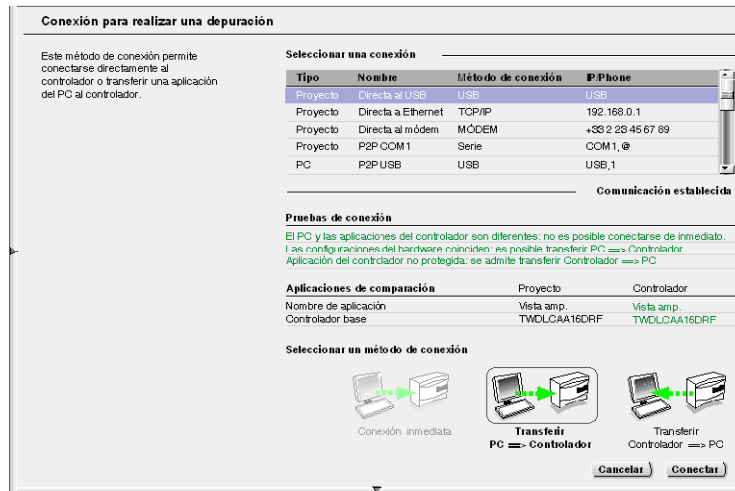 Conexión para realizar una depuración
Este método de conexión permite
conectarse directamente al
controlador o transferir una aplicación
del PC al controlador.
Seleccionar una conexión
Tipo Nombre Método de conexión IP/Phone
Proyecto Directa al USB USB USB
Proyecto Directa a Ethernet TCP/IP 192.168.0.1
Proyecto Directa al módem MÓDEM +33 2 23 45 67 89
Proyecto P2P COM1 Serie COM1, @
PC P2P USB USB USB,1
Comunicación establecida
Pruebas de conexión
El PC y las aplicaciones del controlador son diferentes: no es posible conectarse de inmediato.
Las configuraciones del hardware coinciden: es posible transferir PC ==> Controlador
Aplicación del controlador no protegida: se admite transferir Controlador ==> PC
Aplicaciones de comparación Proyecto Controlador
Nombre de aplicación Vista amp. Vista amp.
Controlador base TWDLCAA16DRF TWDLCAA16DRF
Seleccionar un método de conexión
Conexión inmediata
Transferir
PC ==> Controlador
Transferir
Controlador ==> PC
Cancelar Conectar